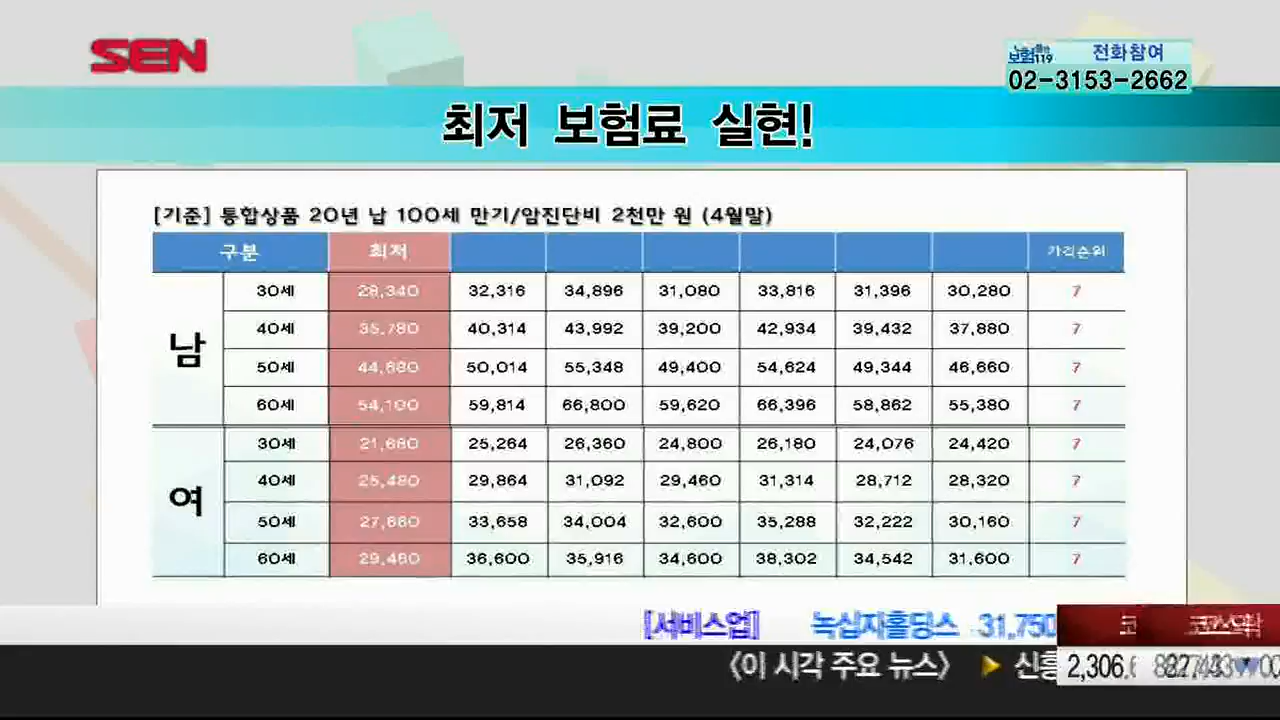 SEN
보험119 전화참여
02-3153-2662
최저 보험료 실현!
[기준] 통합상품 20년 납 100세 만기/암진단비 2천만 원 (4월말)
구분 최저 가격순위
남
30세 28,340 32,316 34,896 31,080 33,816 31,396 30,280 7
40세 35,780 40,314 43,992 39,200 42,934 39,432 37,880 7
50세 44,680 50,014 55,348 49,400 54,624 49,344 46,660 7
60세 54,100 59,814 66,800 59,620 66,396 58,862 55,380 7
여
30세 21,680 25,264 26,360 24,800 26,180 24,076 24,420 7
40세 25,480 29,864 31,092 29,460 31,314 28,712 28,320 7
50세 27,660 33,658 34,004 32,600 35,288 32,222 30,160 7
60세 29,460 36,600 35,916 34,600 38,302 34,542 31,600 7
[서비스업] 녹십자홀딩스 31,750
〈이 시각 주요 뉴스〉 ▶ 신흥
2,306.